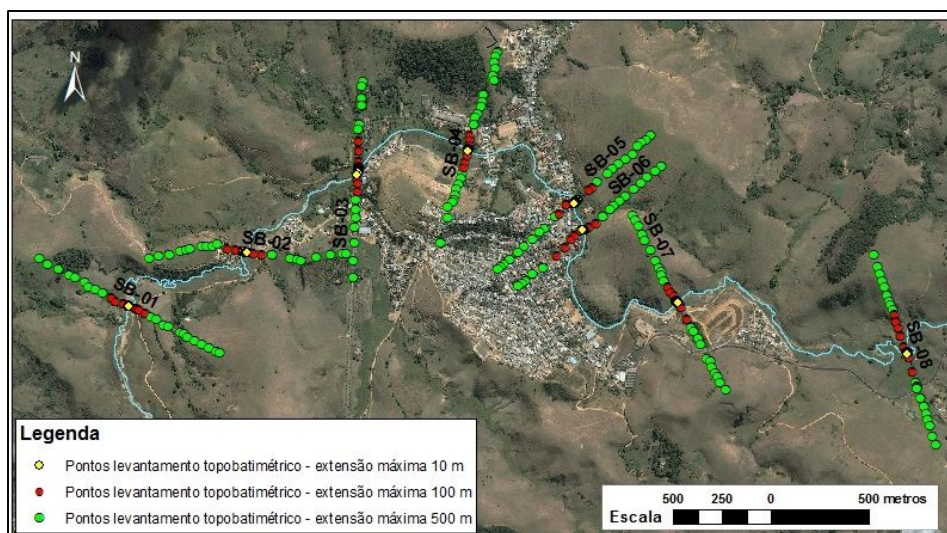 N
SB-04
SB-05
SB-06
SB-03
SB-02
SB-07
SB-01
SB-08
Legenda
Pontos levantamento topobatimétrico - extensão máxima 10 m
Pontos levantamento topobatimétrico - extensão máxima 100 m
Pontos levantamento topobatimétrico - extensão máxima 500 m
500 250 0 500 metros
Escala